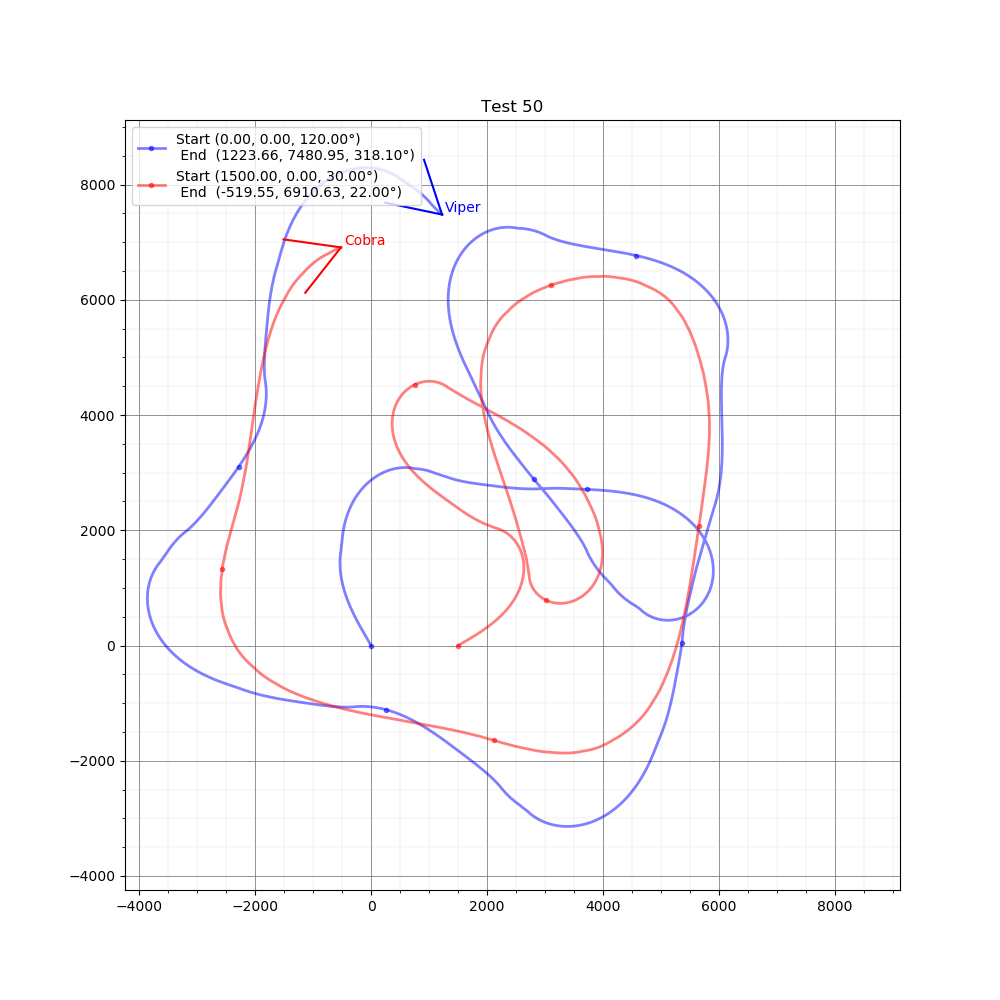 Test 50
Start (0.00, 0.00, 120.00°)
End (1223.66, 7480.95, 318.10°)
Start (1500.00, 0.00, 30.00°)
End (-519.55, 6910.63, 22.00°)
Viper
Cobra
8000
6000
4000
2000
0
−2000
−4000
−4000 −2000 0 2000 4000 6000 8000